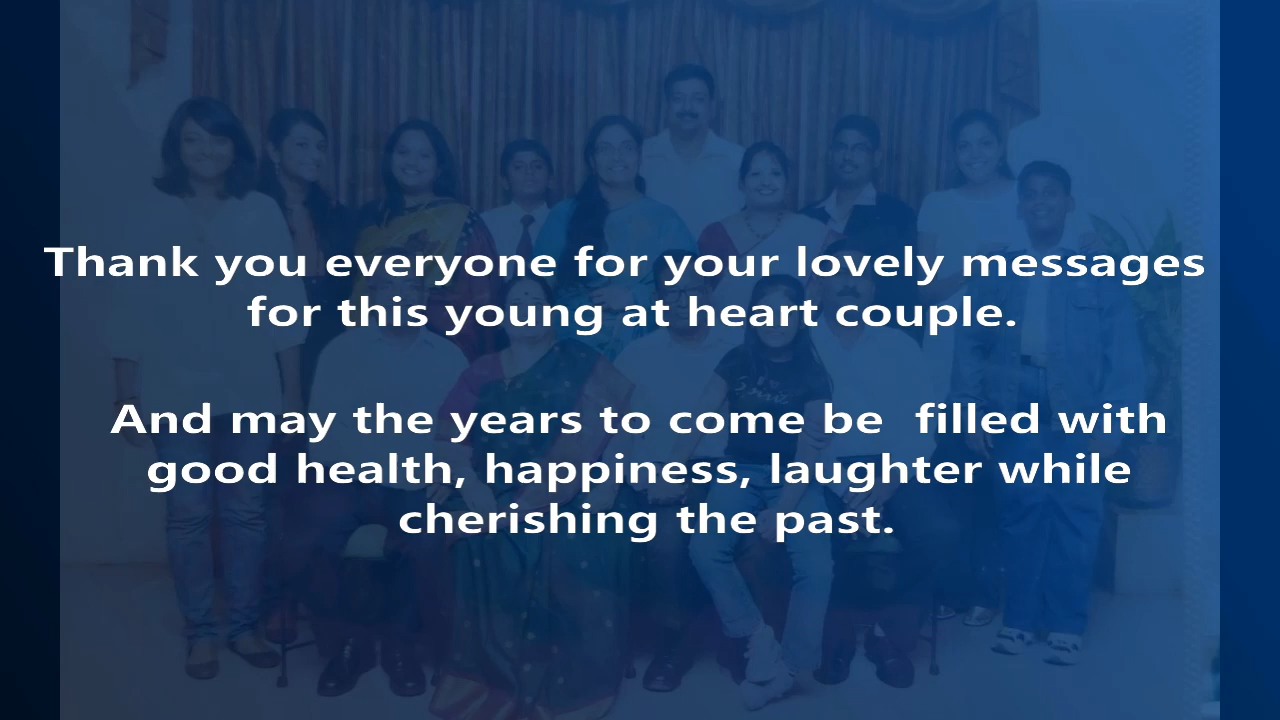 Thank you everyone for your lovely messages
for this young at heart couple.
And may the years to come be  filled with
good health, happiness, laughter while
cherishing the past.